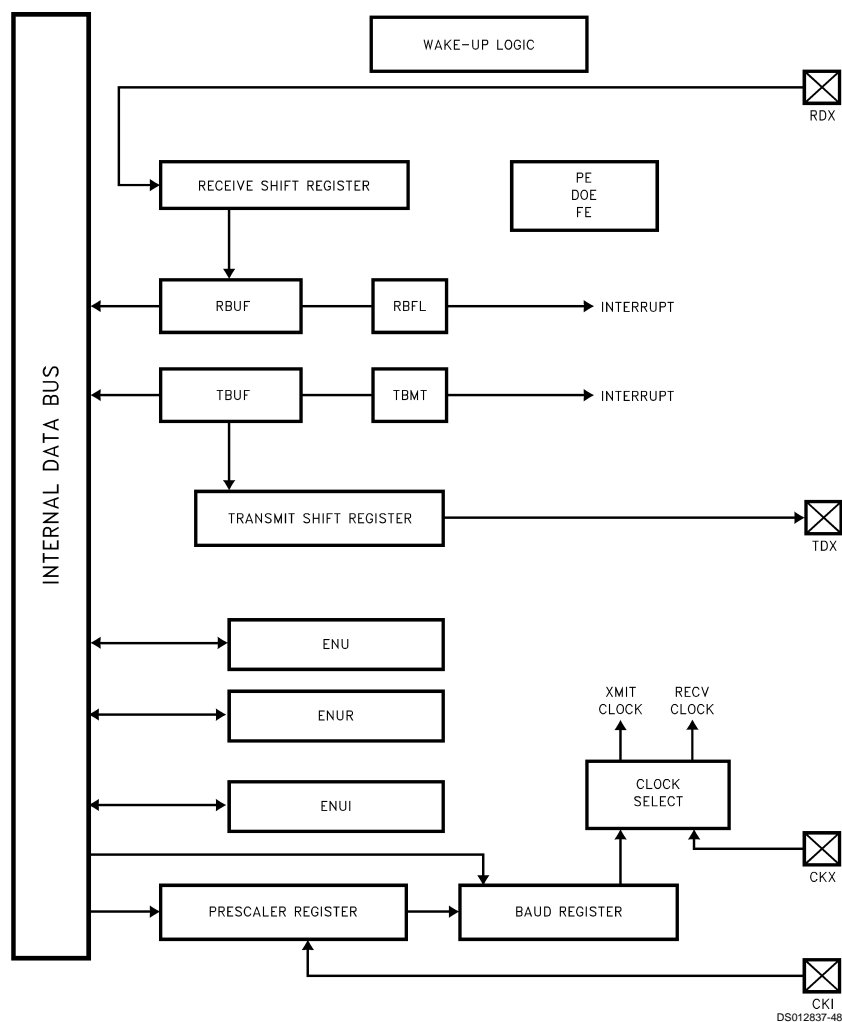 WAKE-UP LOGIC
RDX
RECEIVE SHIFT REGISTER
PE
DOE
FE
RBUF
RBFL
INTERRUPT
INTERNAL DATA BUS
TBUF
TBMT
INTERRUPT
TRANSMIT SHIFT REGISTER
TDX
ENU
ENUR
XMIT
CLOCK
RECV
CLOCK
ENUI
CLOCK
SELECT
CKX
PRESCALER REGISTER
BAUD REGISTER
CKI
DS012837-48